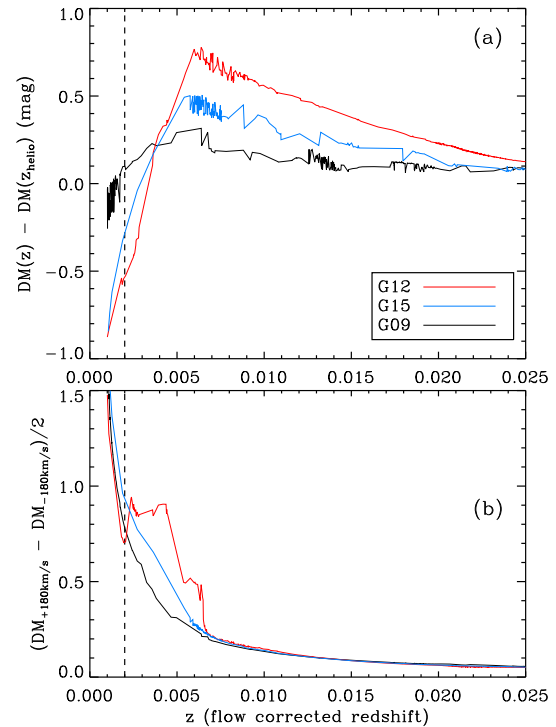 1.0
(a)
0.5
0.0
−0.5
−1.0
DM(z) − DM(z_helio) (mag)
G12
G15
G09
0.000 0.005 0.010 0.015 0.020 0.025
1.5
1.0
0.5
0.0
(b)
(DM_+180km/s − DM_−180km/s)/2
0.000 0.005 0.010 0.015 0.020 0.025
z (flow corrected redshift)